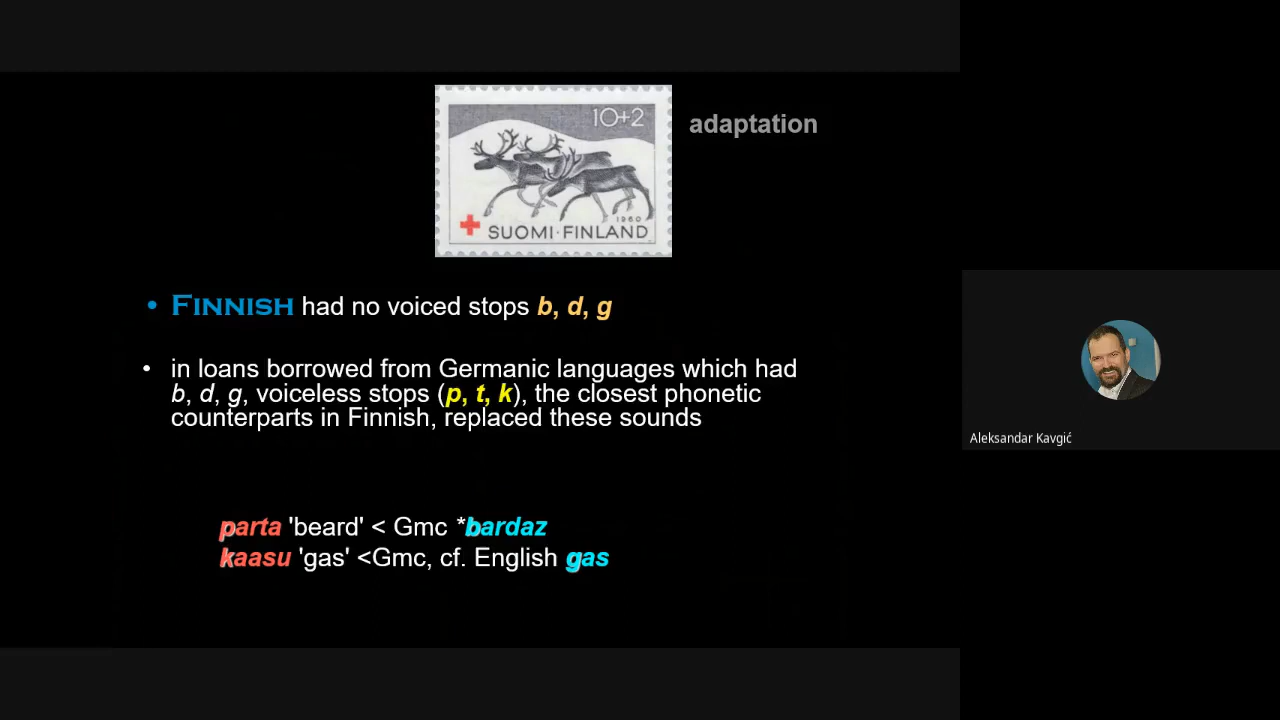 10+2
adaptation
1960
SUOMI·FINLAND
• FINNISH had no voiced stops b, d, g
• in loans borrowed from Germanic languages which had
b, d, g, voiceless stops (p, t, k), the closest phonetic
counterparts in Finnish, replaced these sounds
Aleksandar Kavgić
parta 'beard' < Gmc *bardaz
kaasu 'gas' <Gmc, cf. English gas